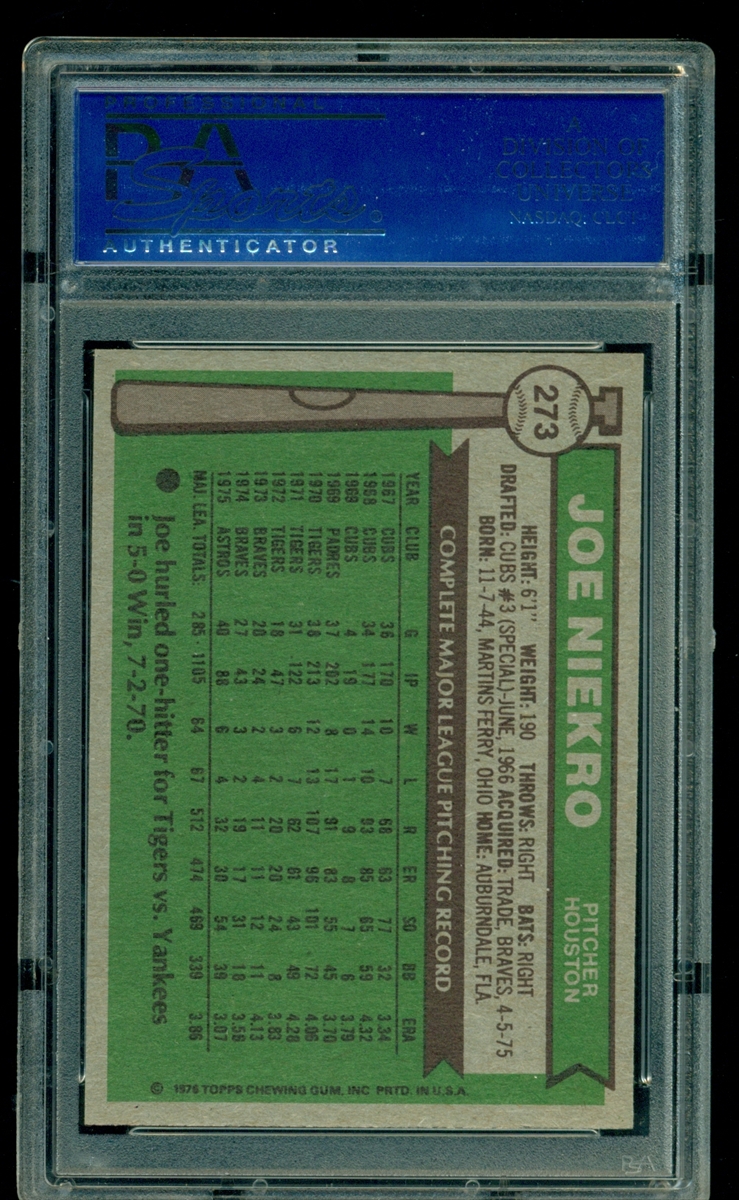 PROFESSIONAL
PSA
Sports
AUTHENTICATOR
A
DIVISION OF
COLLECTORS
UNIVERSE
NASDAQ: CLCT
273
T
JOE NIEKRO
PITCHER
HOUSTON
HEIGHT: 6'1" WEIGHT: 190 THROWS: RIGHT BATS: RIGHT
DRAFTED: CUBS #3 (SPECIAL)-JUNE, 1966 ACQUIRED: TRADE, BRAVES, 4-5-75
BORN: 11-7-44, MARTINS FERRY, OHIO HOME: AUBURNDALE, FLA.
COMPLETE MAJOR LEAGUE PITCHING RECORD
YEAR CLUB G IP W L R ER SO BB ERA
1967 CUBS 36 170 10 7 68 63 77 32 3.34
1968 CUBS 34 177 14 10 93 85 65 59 4.32
1969 CUBS 4 19 0 1 9 8 7 6 3.79
1969 PADRES 37 202 8 17 91 83 55 45 3.70
1970 TIGERS 38 213 12 13 107 96 101 72 4.06
1971 TIGERS 31 122 6 7 62 61 43 49 4.28
1972 TIGERS 18 47 3 2 20 20 24 8 3.83
1973 BRAVES 20 24 2 4 11 11 12 11 4.13
1974 BRAVES 27 43 3 2 19 17 31 18 3.56
1975 ASTROS 40 88 6 4 32 30 54 39 3.07
MAJ. LEA. TOTALS: 285 1105 64 67 512 474 469 339 3.86
Joe hurled one-hitter for Tigers vs. Yankees
in 5-0 Win, 7-2-70.
© 1976 TOPPS CHEWING GUM, INC PRTD. IN U.S.A.
PSA